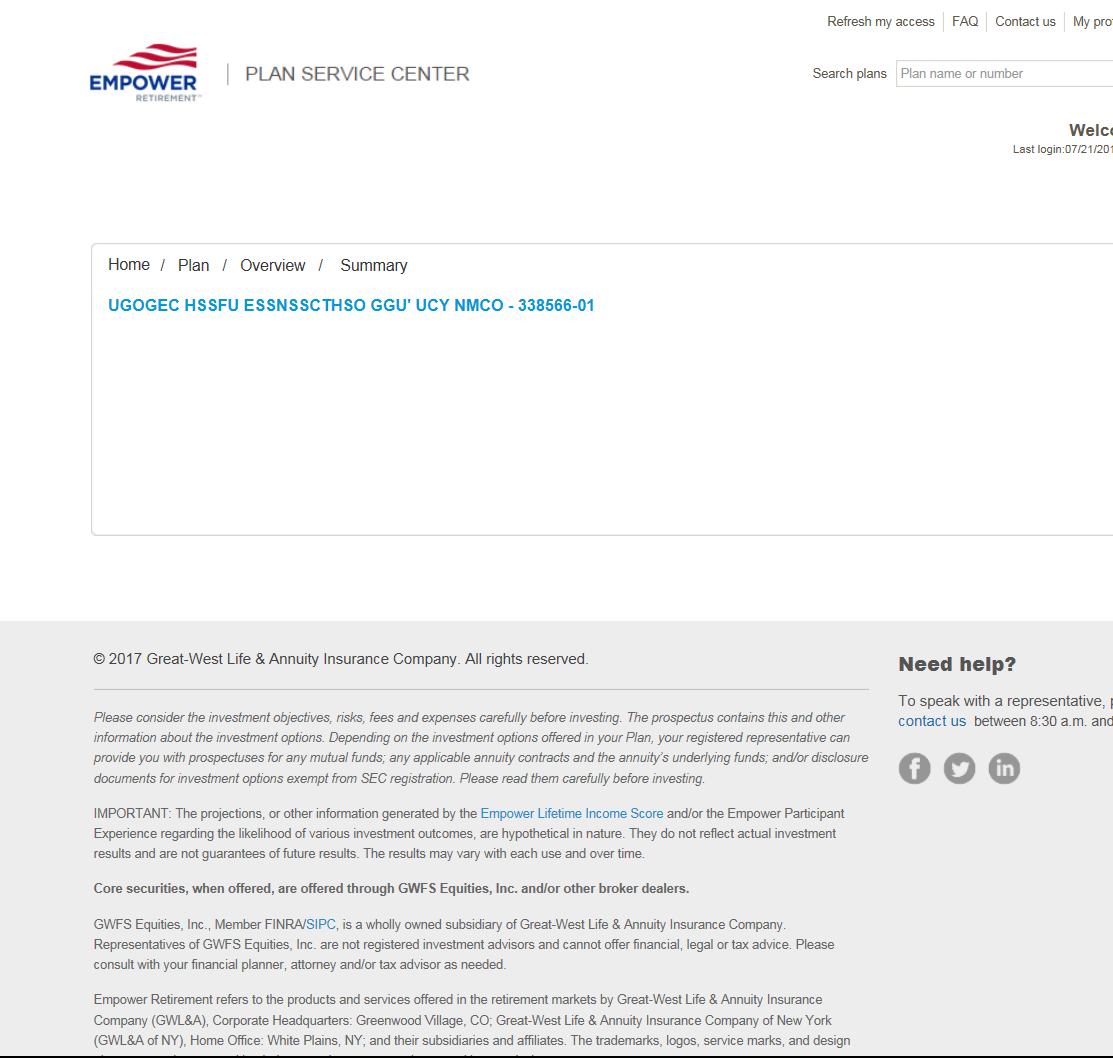 Refresh my access FAQ Contact us My pro
EMPOWER
RETIREMENT™
PLAN SERVICE CENTER
Search plans Plan name or number
Welco
Last login:07/21/201
Home / Plan / Overview / Summary
UGOGEC HSSFU ESSNSSCTHSO GGU' UCY NMCO - 338566-01
© 2017 Great-West Life & Annuity Insurance Company. All rights reserved.
Please consider the investment objectives, risks, fees and expenses carefully before investing. The prospectus contains this and other
information about the investment options. Depending on the investment options offered in your Plan, your registered representative can
provide you with prospectuses for any mutual funds; any applicable annuity contracts and the annuity's underlying funds; and/or disclosure
documents for investment options exempt from SEC registration. Please read them carefully before investing.
IMPORTANT: The projections, or other information generated by the Empower Lifetime Income Score and/or the Empower Participant
Experience regarding the likelihood of various investment outcomes, are hypothetical in nature. They do not reflect actual investment
results and are not guarantees of future results. The results may vary with each use and over time.
Core securities, when offered, are offered through GWFS Equities, Inc. and/or other broker dealers.
GWFS Equities, Inc., Member FINRA/SIPC, is a wholly owned subsidiary of Great-West Life & Annuity Insurance Company.
Representatives of GWFS Equities, Inc. are not registered investment advisors and cannot offer financial, legal or tax advice. Please
consult with your financial planner, attorney and/or tax advisor as needed.
Empower Retirement refers to the products and services offered in the retirement markets by Great-West Life & Annuity Insurance
Company (GWL&A), Corporate Headquarters: Greenwood Village, CO; Great-West Life & Annuity Insurance Company of New York
(GWL&A of NY), Home Office: White Plains, NY; and their subsidiaries and affiliates. The trademarks, logos, service marks, and design
Need help?
To speak with a representative, p
contact us between 8:30 a.m. and